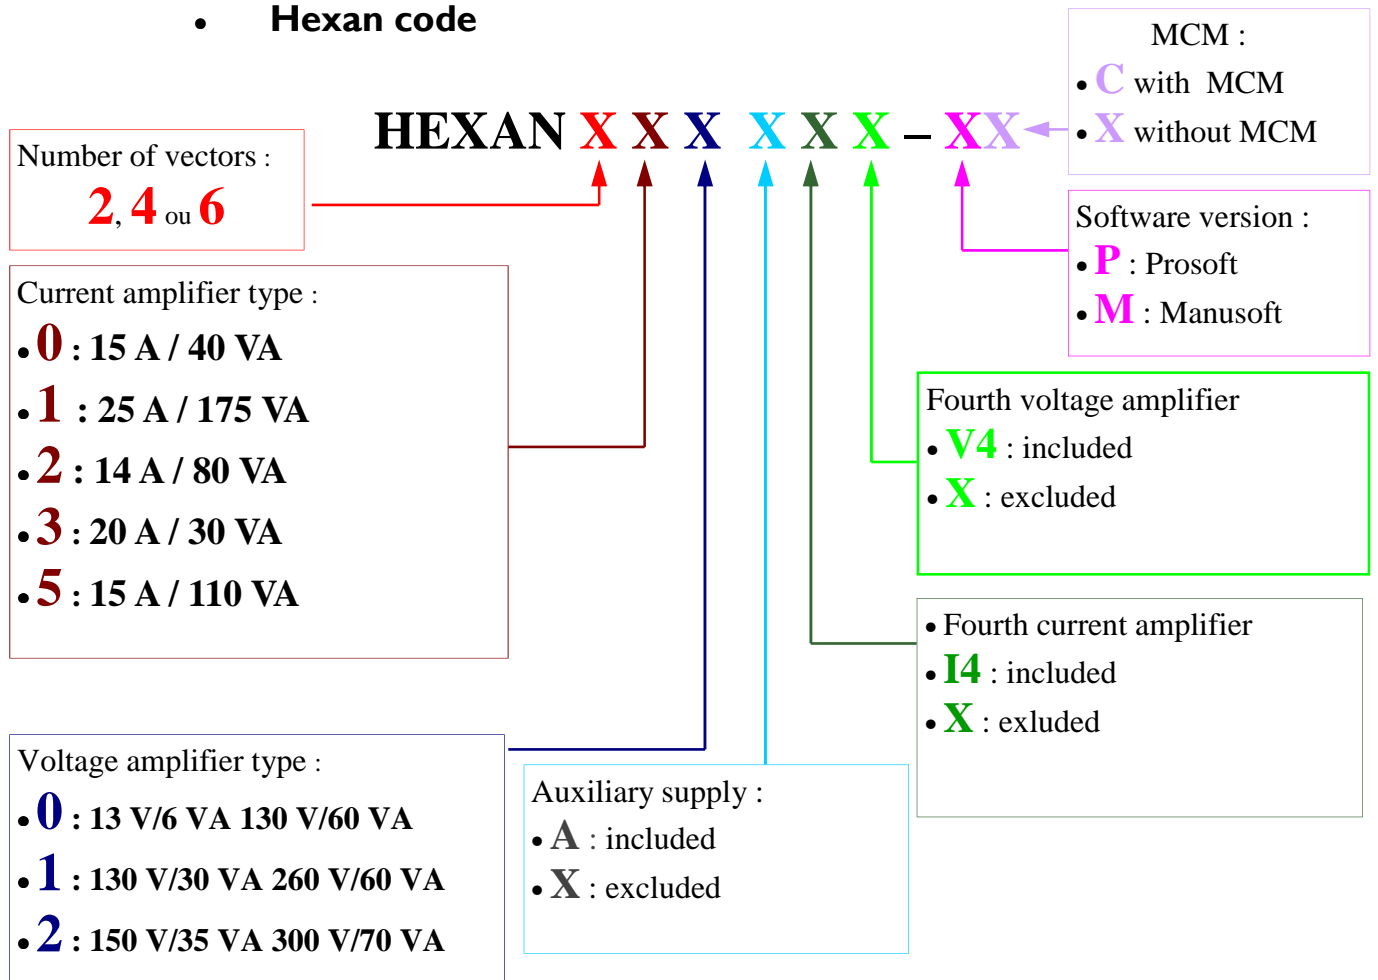 • Hexan code
HEXAN X X X X X X – XX
MCM :
• C with MCM
• X without MCM
Number of vectors :
2, 4 ou 6
Software version :
• P : Prosoft
• M : Manusoft
Current amplifier type :
• 0 : 15 A / 40 VA
• 1 : 25 A / 175 VA
• 2 : 14 A / 80 VA
• 3 : 20 A / 30 VA
• 5 : 15 A / 110 VA
Fourth voltage amplifier
• V4 : included
• X : excluded
• Fourth current amplifier
• I4 : included
• X : exluded
Voltage amplifier type :
• 0 : 13 V/6 VA 130 V/60 VA
• 1 : 130 V/30 VA 260 V/60 VA
• 2 : 150 V/35 VA 300 V/70 VA
Auxiliary supply :
• A : included
• X : excluded